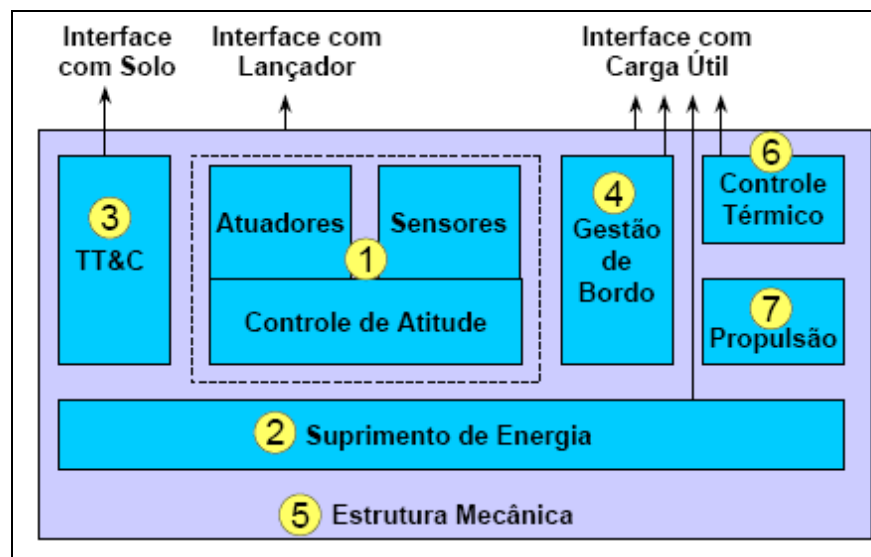 Interface
com Solo
Interface com
Lançador
Interface com
Carga Útil
3
TT&C
Atuadores
Sensores
1
Controle de Atitude
4
Gestão
de
Bordo
6
Controle
Térmico
7
Propulsão
2 Suprimento de Energia
5 Estrutura Mecânica